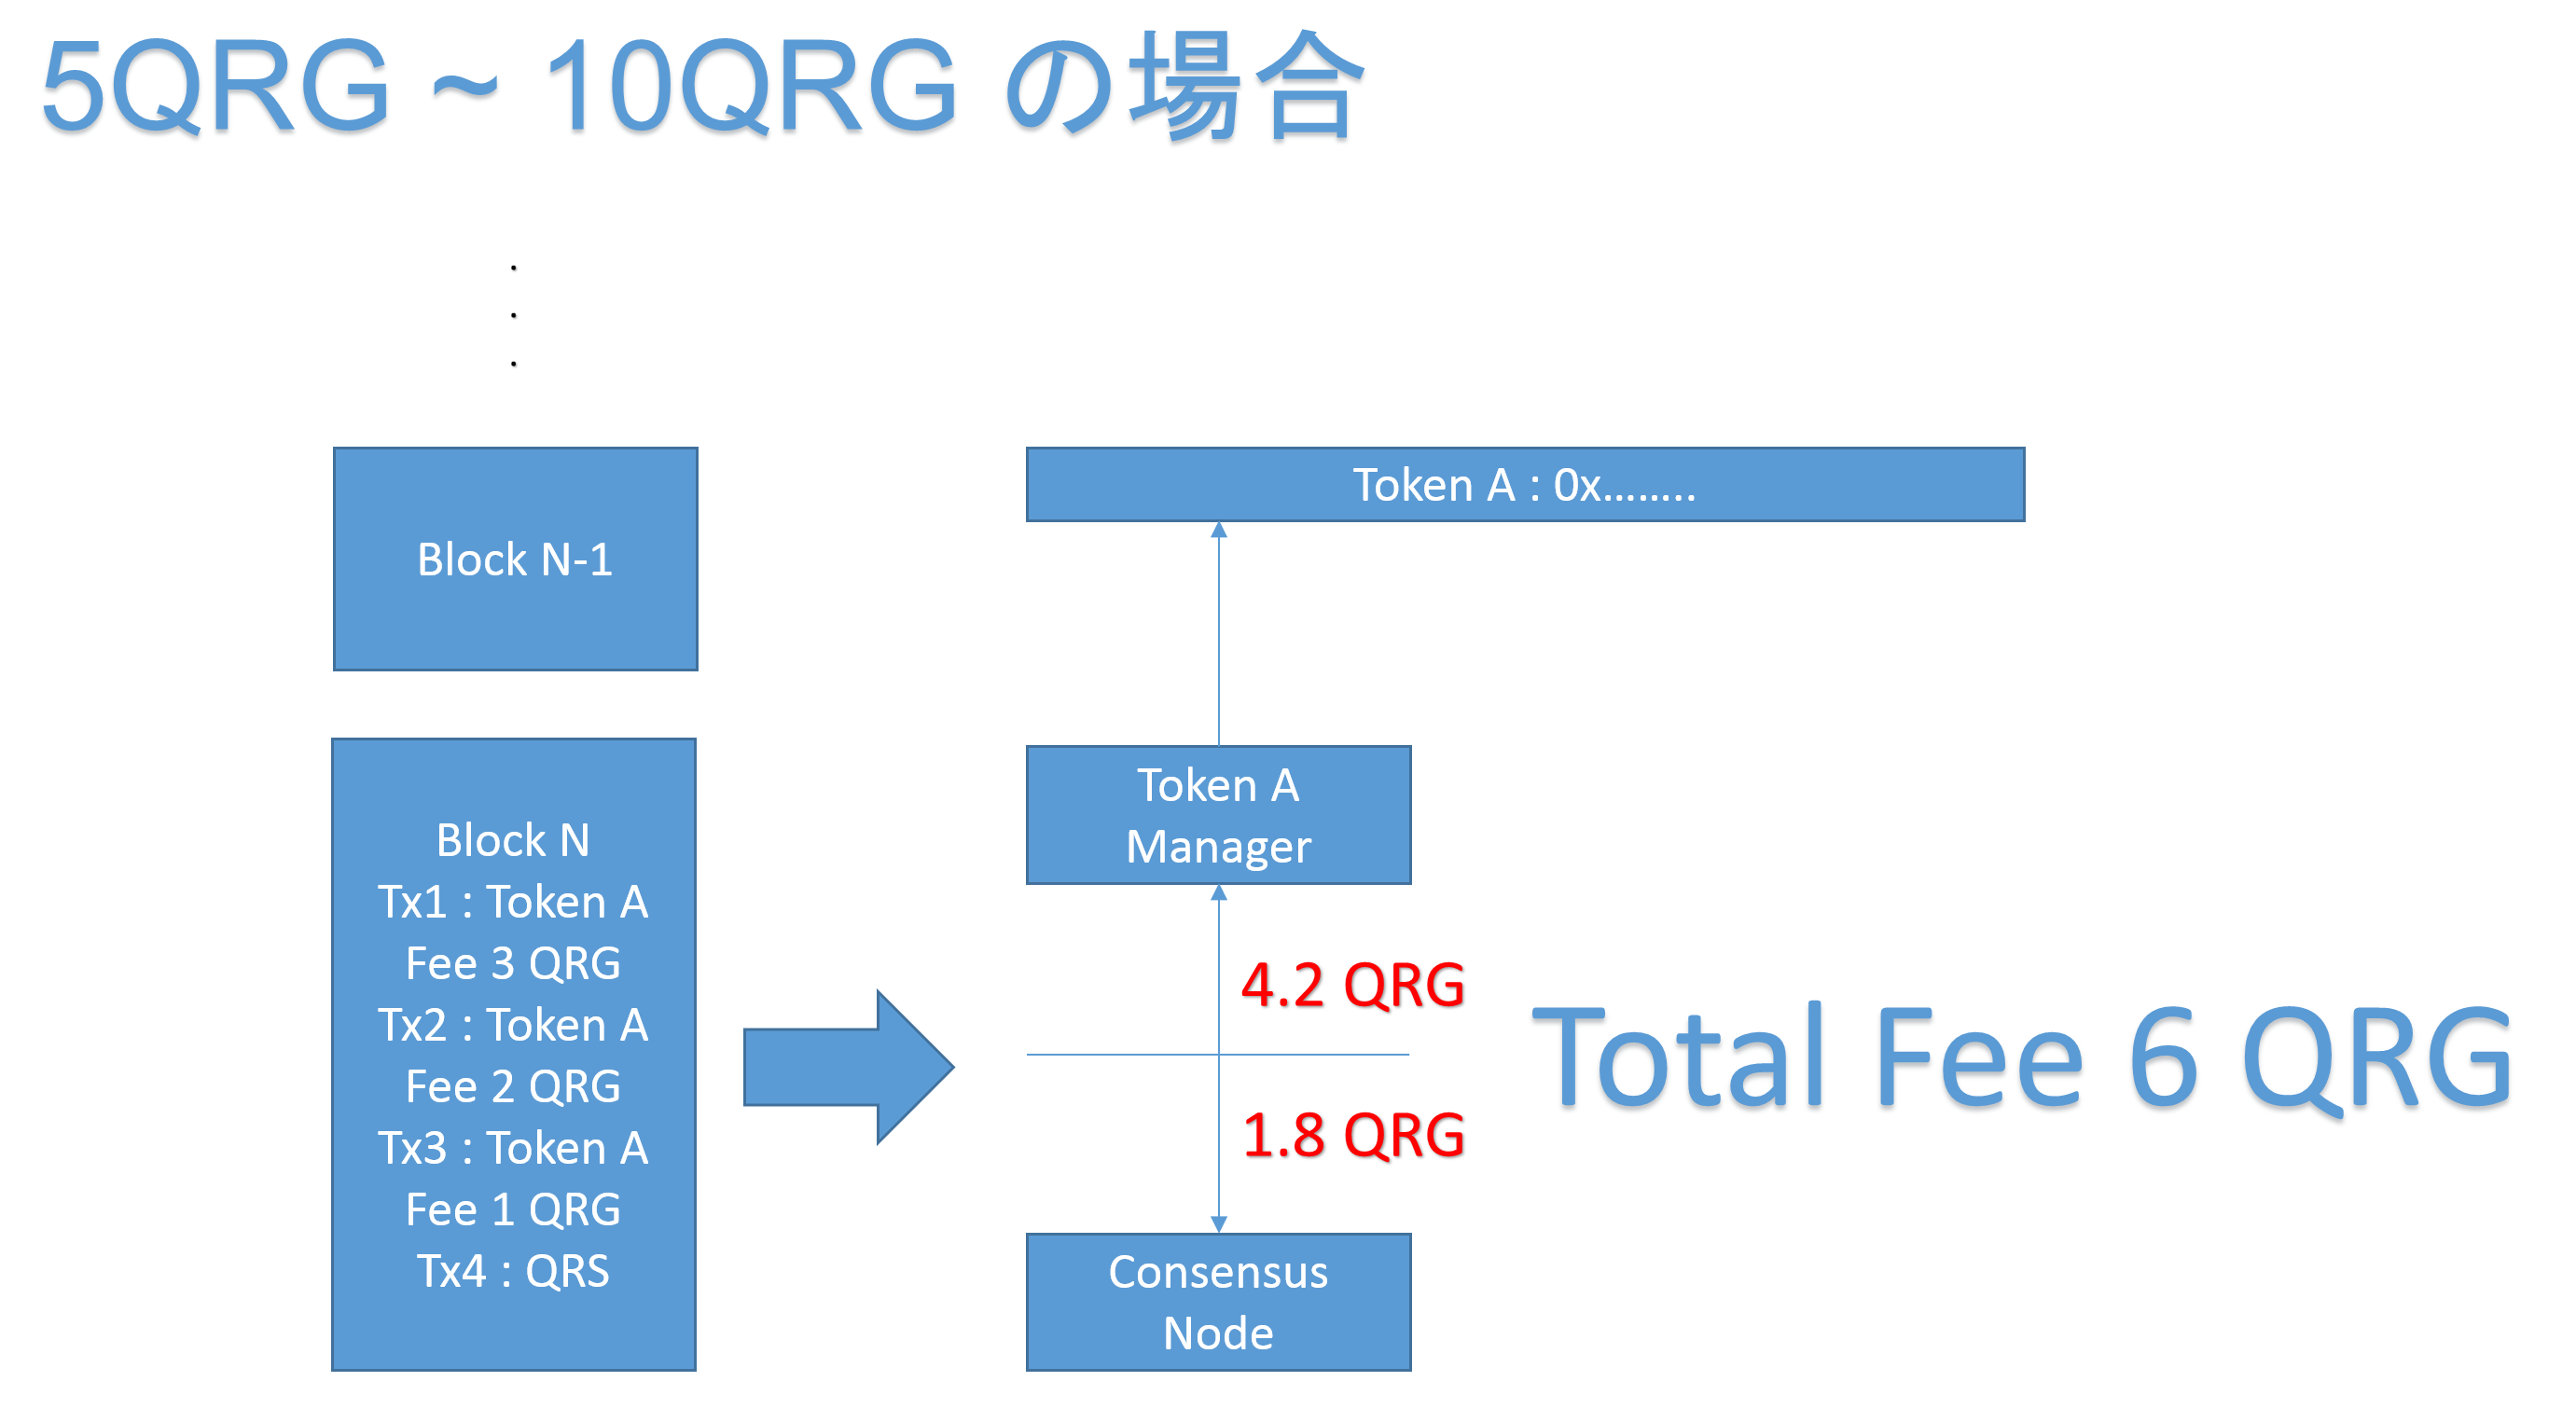 5QRG ~ 10QRG の場合
.
.
.
Block N-1
Token A : 0x……..
Block N
Tx1 : Token A
Fee 3 QRG
Tx2 : Token A
Fee 2 QRG
Tx3 : Token A
Fee 1 QRG
Tx4 : QRS
Token A
Manager
4.2 QRG
1.8 QRG
Consensus
Node
Total Fee 6 QRG